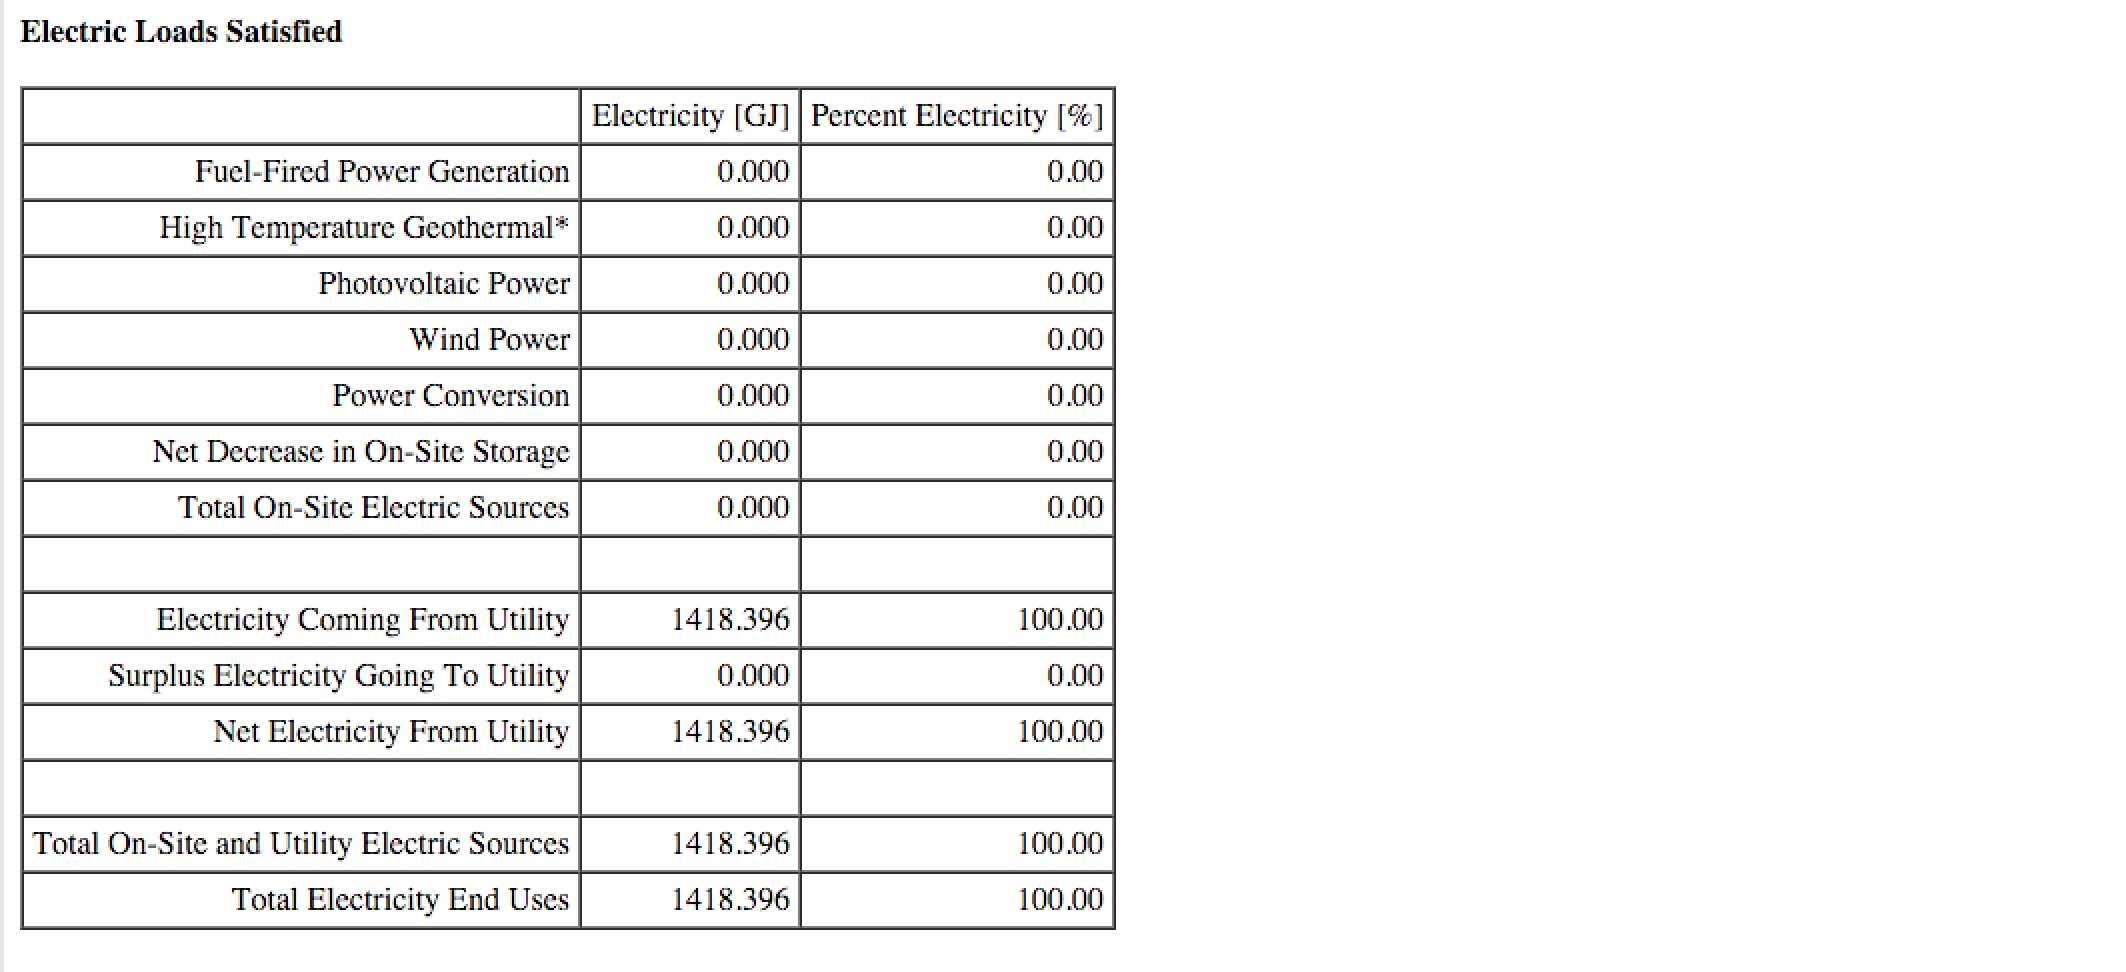 Electric Loads Satisfied
Electricity [GJ] Percent Electricity [%]
Fuel-Fired Power Generation 0.000 0.00
High Temperature Geothermal* 0.000 0.00
Photovoltaic Power 0.000 0.00
Wind Power 0.000 0.00
Power Conversion 0.000 0.00
Net Decrease in On-Site Storage 0.000 0.00
Total On-Site Electric Sources 0.000 0.00
Electricity Coming From Utility 1418.396 100.00
Surplus Electricity Going To Utility 0.000 0.00
Net Electricity From Utility 1418.396 100.00
Total On-Site and Utility Electric Sources 1418.396 100.00
Total Electricity End Uses 1418.396 100.00